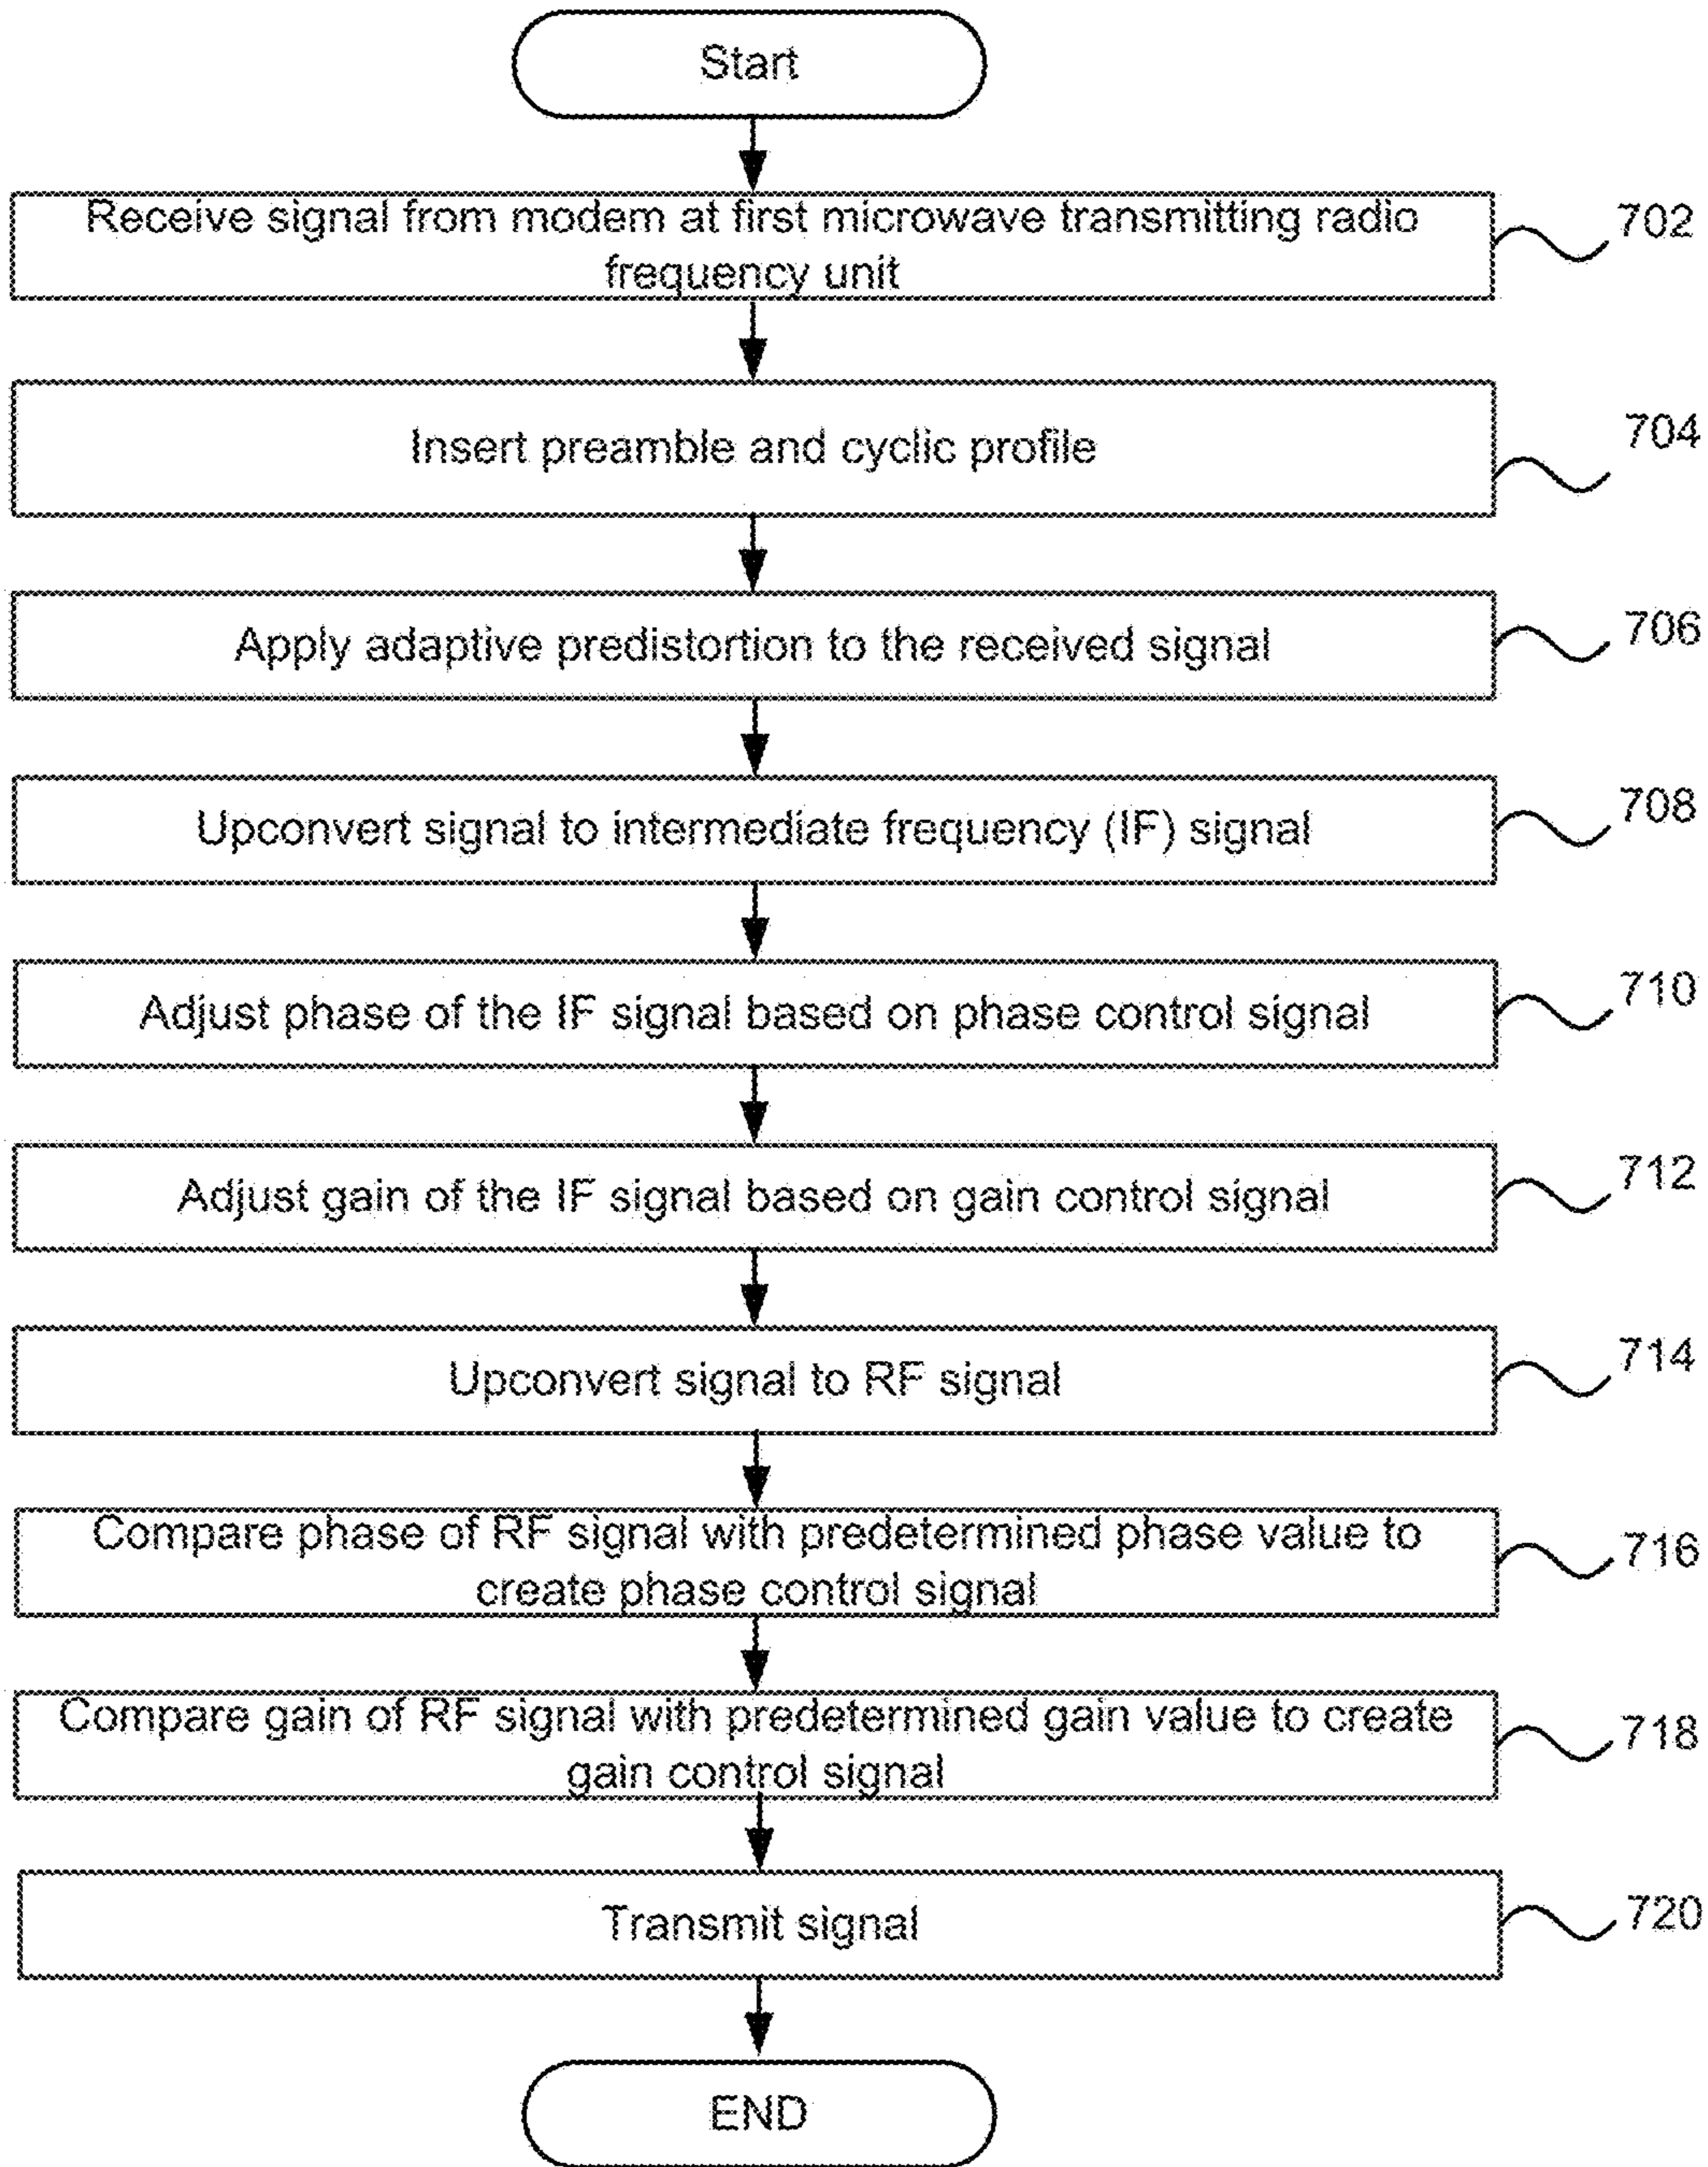 Start
Receive signal from modem at first microwave transmitting radio
frequency unit
702
Insert preamble and cyclic profile
704
Apply adaptive predistortion to the received signal
706
Upconvert signal to intermediate frequency (IF) signal
708
Adjust phase of the IF signal based on phase control signal
710
Adjust gain of the IF signal based on gain control signal
712
Upconvert signal to RF signal
714
Compare phase of RF signal with predetermined phase value to
create phase control signal
716
Compare gain of RF signal with predetermined gain value to create
gain control signal
718
Transmit signal
720
END